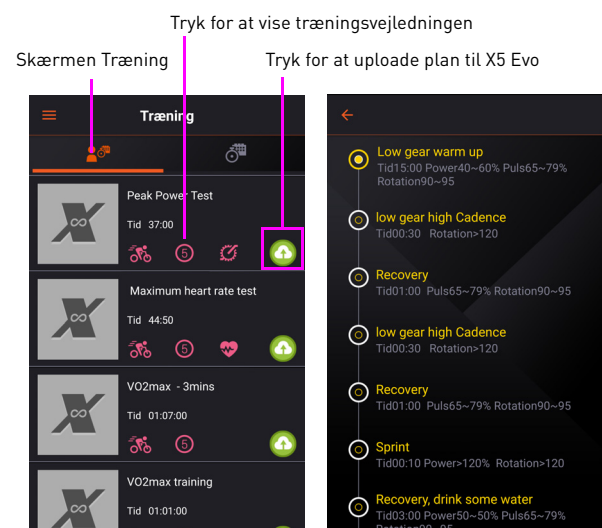 Tryk for at vise træningsvejledningen
Skærmen Træning
Tryk for at uploade plan til X5 Evo
Træning
Peak Power Test
Tid 37:00
5
Maximum heart rate test
Tid 44:50
5
VO2max - 3mins
Tid 01:07:00
5
VO2max training
Tid 01:01:00
Low gear warm up
Tid15:00 Power40~60% Puls65~79%
Rotation90~95
low gear high Cadence
Tid00:30 Rotation>120
Recovery
Tid01:00 Puls65~79% Rotation90~95
low gear high Cadence
Tid00:30 Rotation>120
Recovery
Tid01:00 Puls65~79% Rotation90~95
Sprint
Tid00:10 Power>120% Rotation>120
Recovery, drink some water
Tid03:00 Power50~50% Puls65~79%
Rotation90~95